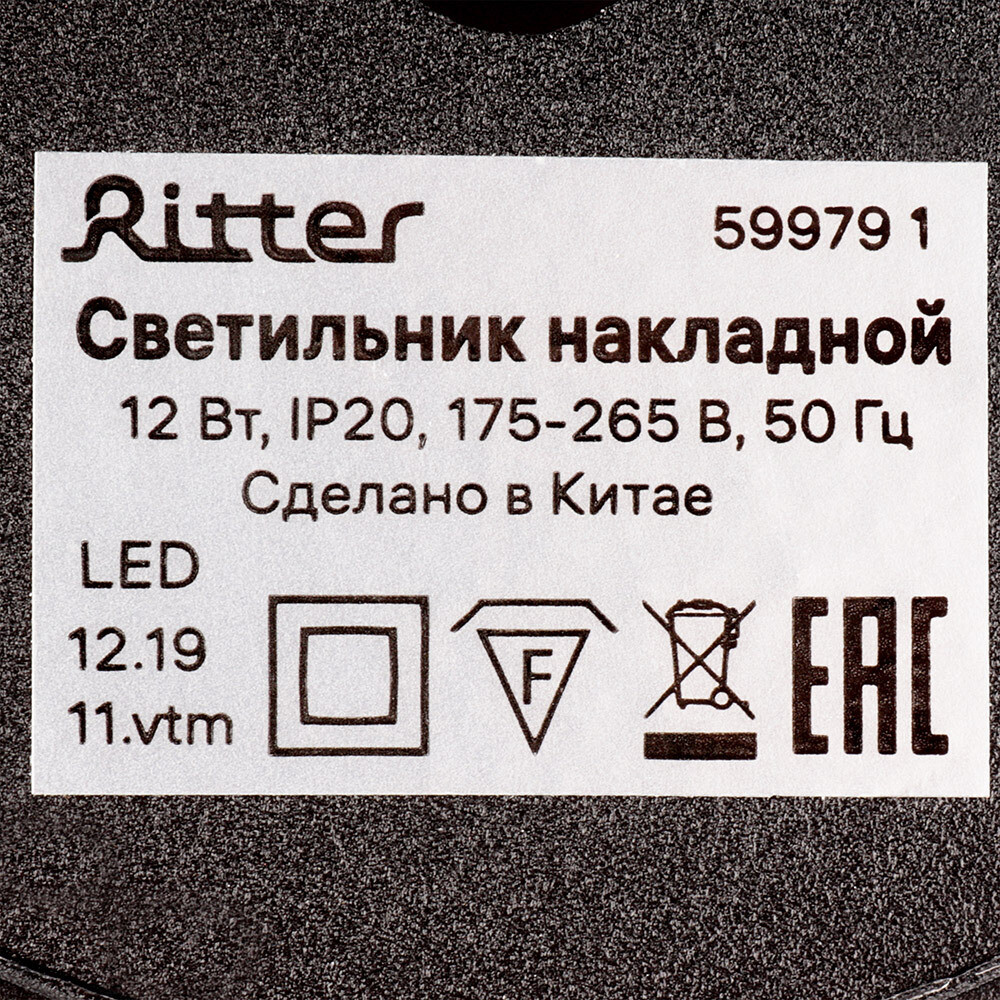 Ritter 59979 1
Светильник накладной
12 Вт, IP20, 175-265 В, 50 Гц
Сделано в Китае
LED
12.19
11.vtm
F
EAC